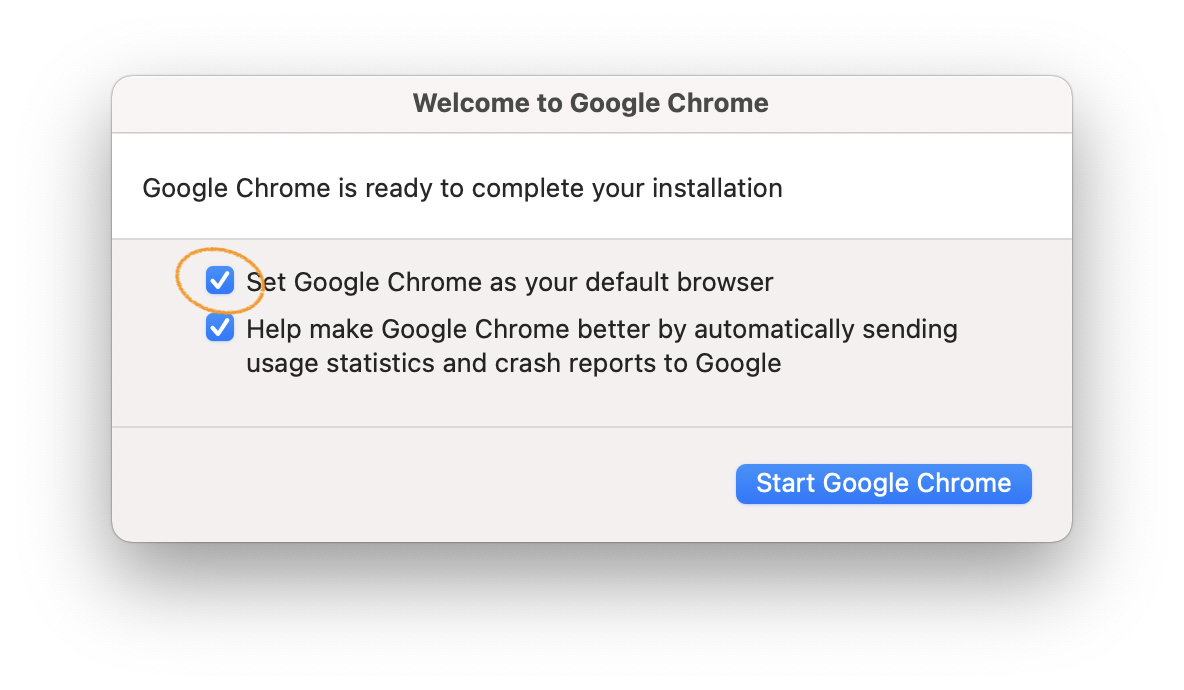 Welcome to Google Chrome
Google Chrome is ready to complete your installation
Set Google Chrome as your default browser
Help make Google Chrome better by automatically sending
usage statistics and crash reports to Google
Start Google Chrome